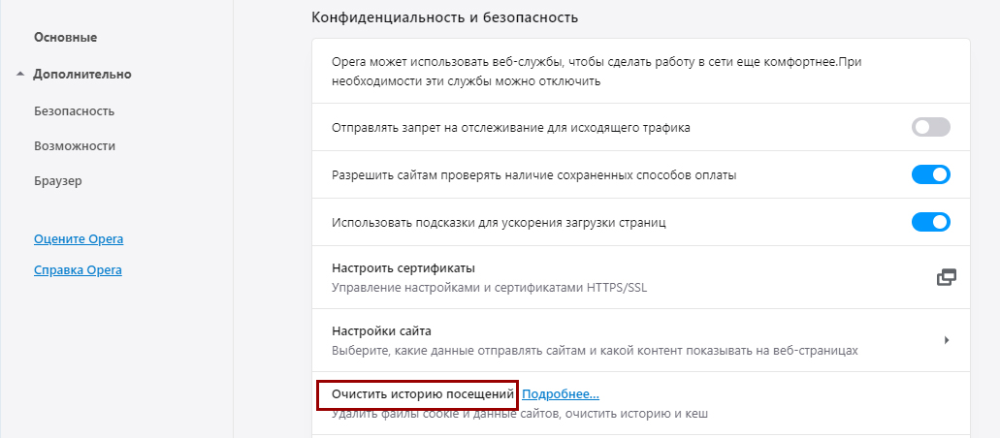 Основные
Дополнительно
Безопасность
Возможности
Браузер
Оцените Opera
Справка Opera
Конфиденциальность и безопасность
Opera может использовать веб-службы, чтобы сделать работу в сети еще комфортнее.При
необходимости эти службы можно отключить
Отправлять запрет на отслеживание для исходящего трафика
Разрешить сайтам проверять наличие сохраненных способов оплаты
Использовать подсказки для ускорения загрузки страниц
Настроить сертификаты
Управление настройками и сертификатами HTTPS/SSL
Настройки сайта
Выберите, какие данные отправлять сайтам и какой контент показывать на веб-страницах
Очистить историю посещений Подробнее...
Удалить файлы cookie и данные сайтов, очистить историю и кеш